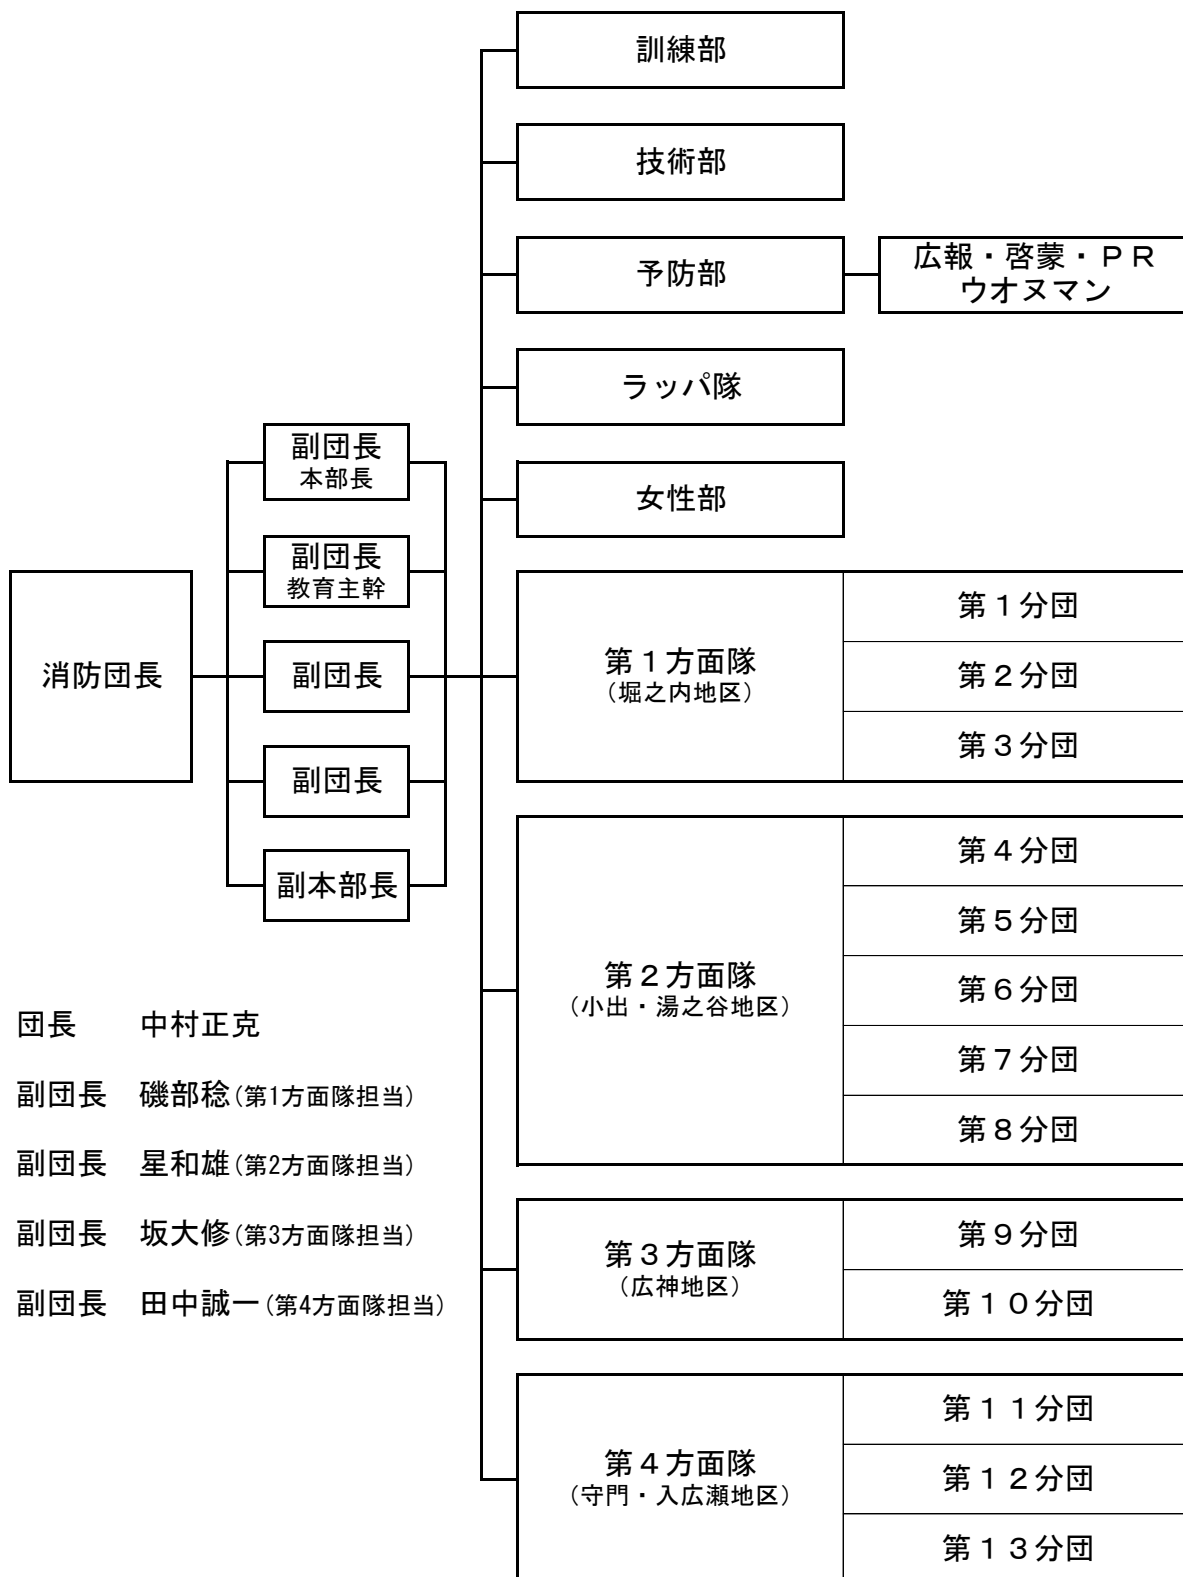 訓練部
技術部
予防部
広報・啓蒙・ＰＲ
ウオヌマン
ラッパ隊
女性部
消防団長
副団長
本部長
副団長
教育主幹
副団長
副団長
副本部長
第１方面隊
（堀之内地区）
第１分団
第２分団
第３分団
第２方面隊
（小出・湯之谷地区）
第４分団
第５分団
第６分団
第７分団
第８分団
第３方面隊
（広神地区）
第９分団
第１０分団
第４方面隊
（守門・入広瀬地区）
第１１分団
第１２分団
第１３分団
団長　中村正克
副団長　磯部稔（第1方面隊担当）
副団長　星和雄（第2方面隊担当）
副団長　坂大修（第3方面隊担当）
副団長　田中誠一（第4方面隊担当）